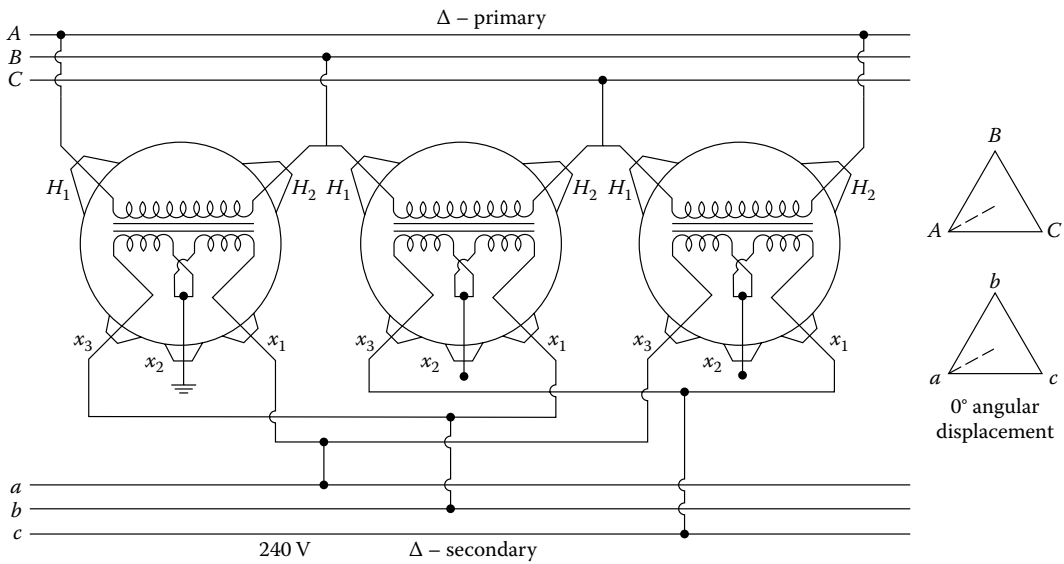 Δ – primary
A
B
C
H1 H2 H1 H2 H1 H2
B
A C
x3 x2 x1 x3 x2 x1 x3 x2 x1
b
a c
0° angular
displacement
a
b
c
240 V Δ – secondary